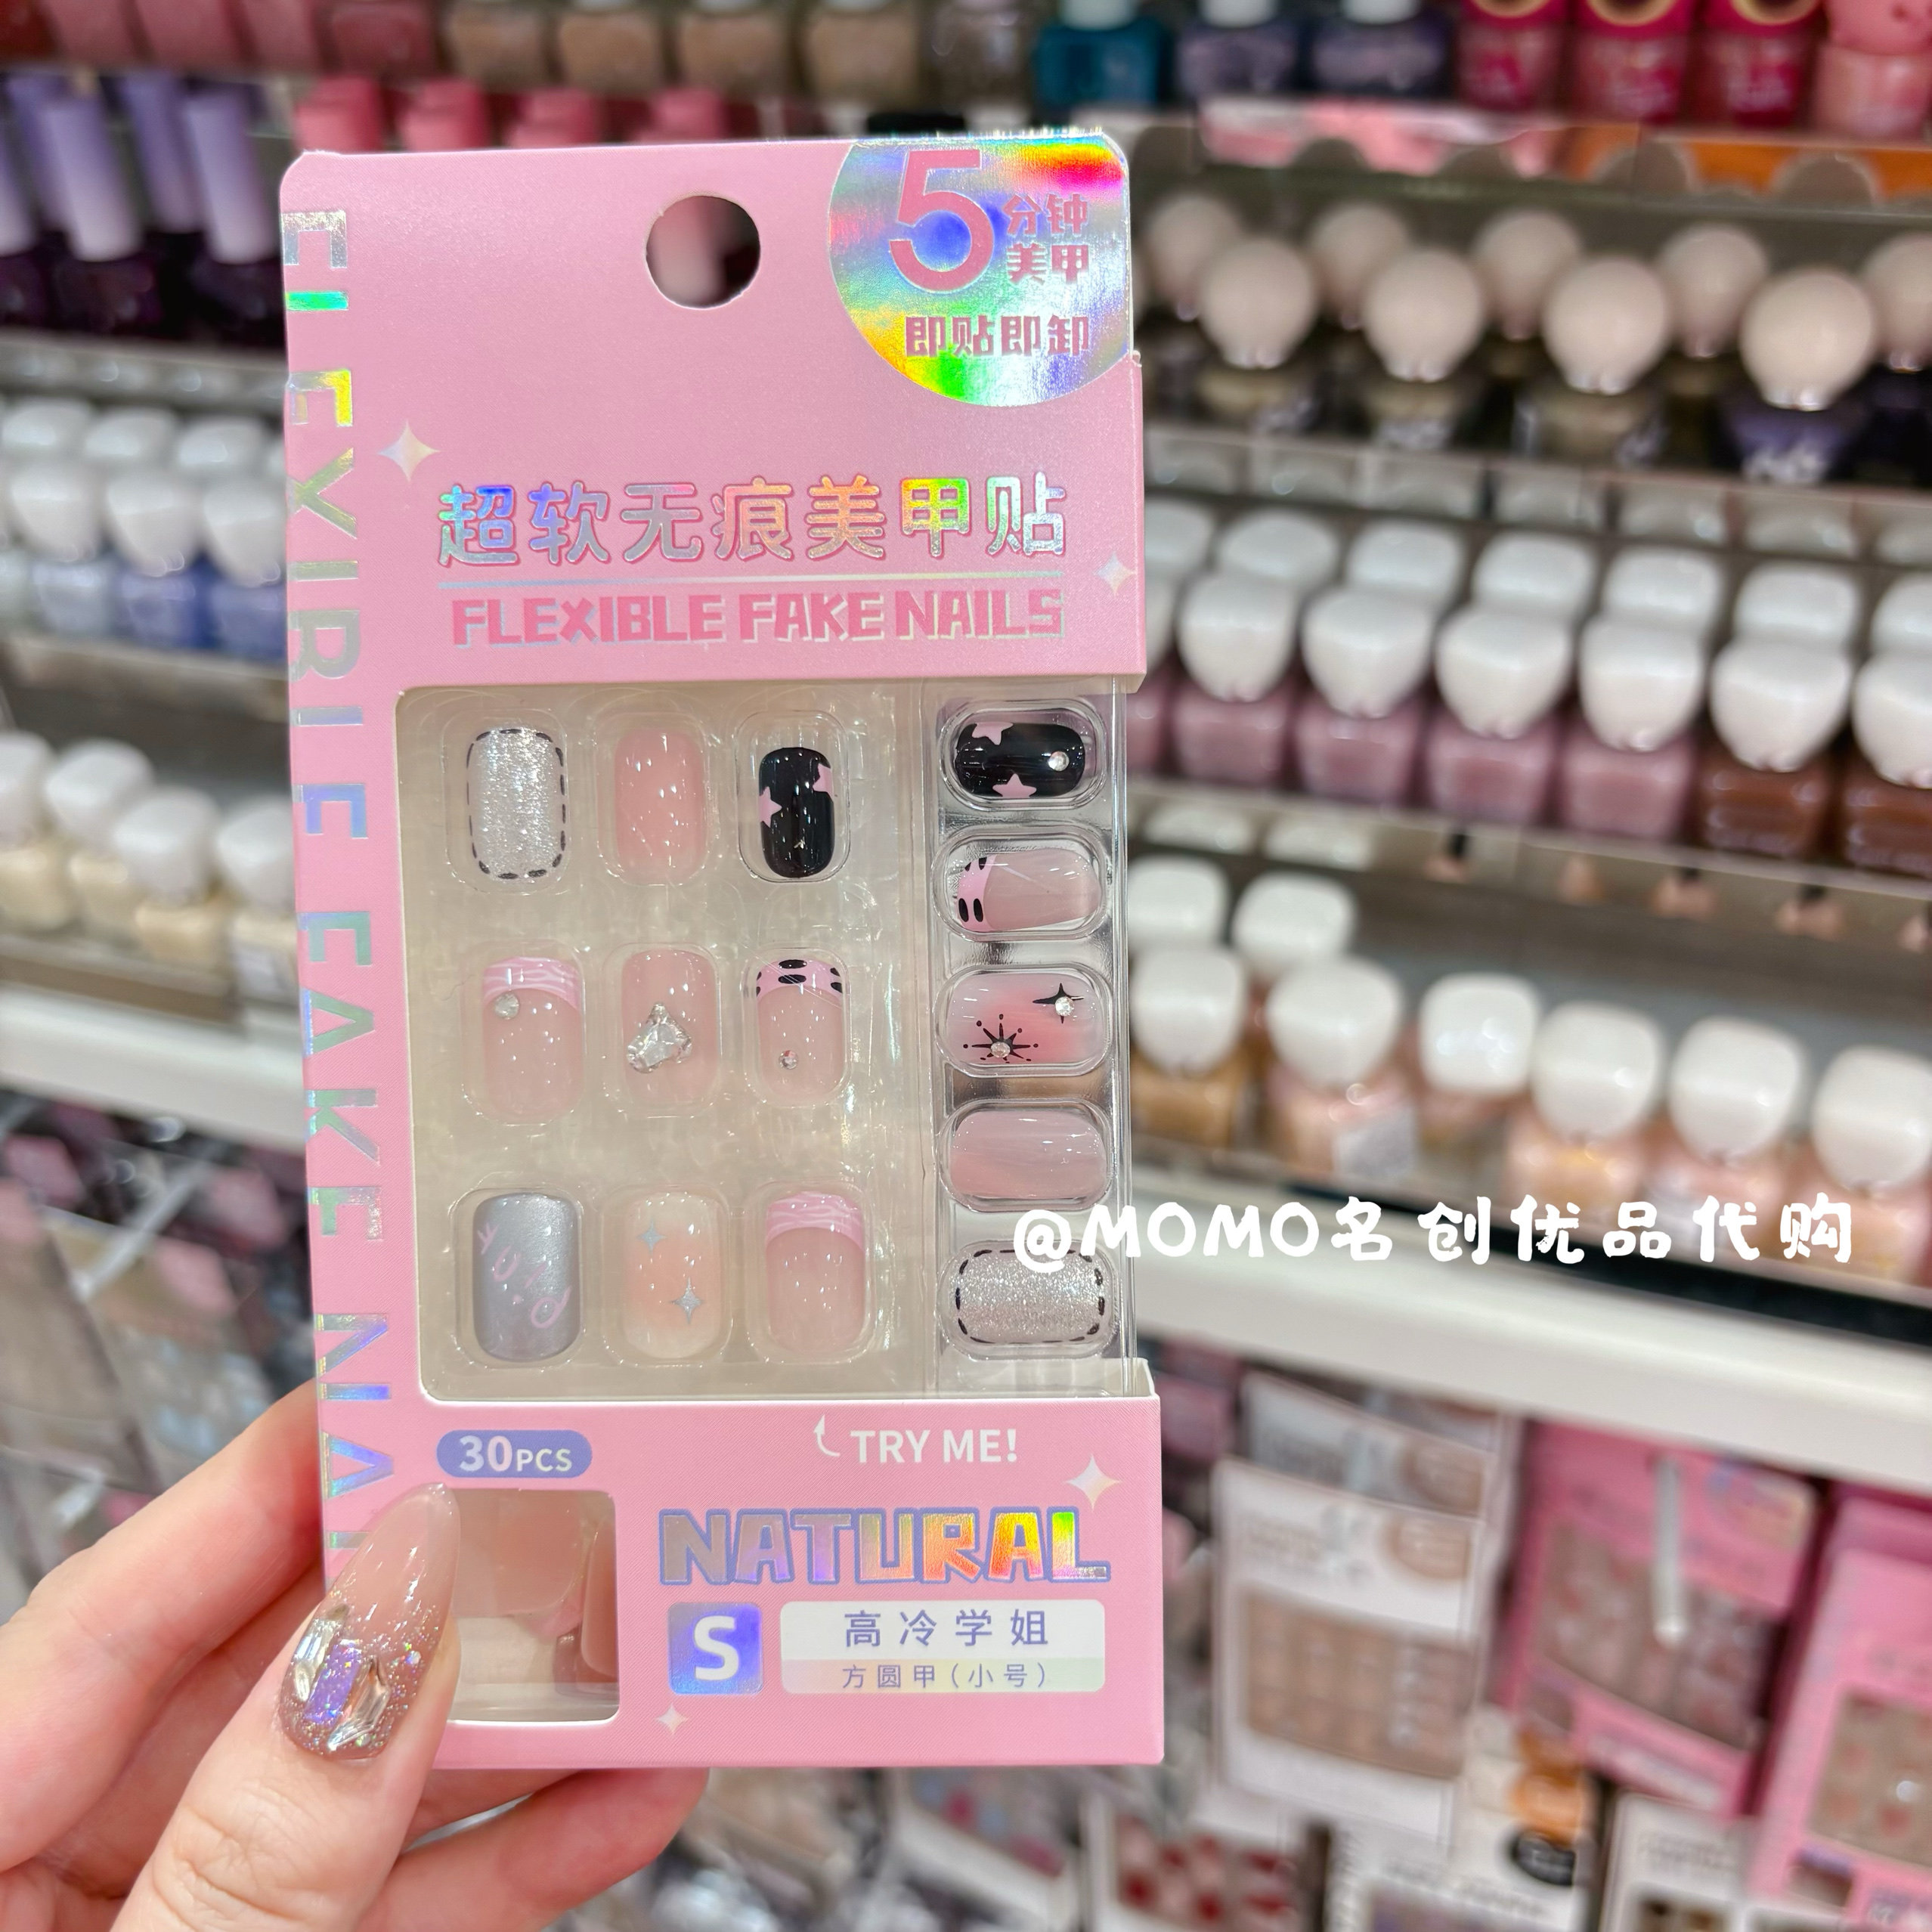 5分钟
美甲
即贴即卸
超软无痕美甲贴
FLEXIBLE FAKE NAILS
FLEXIBLE FAKE NAI
@MOMO名创优品代购
30PCS
TRY ME!
NATURAL
S
高冷学姐
方圆甲(小号)